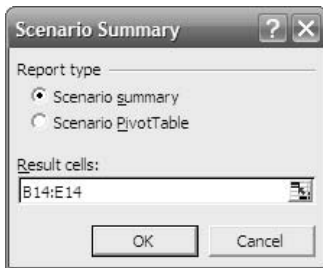 Scenario Summary
Report type
Scenario summary
Scenario PivotTable
Result cells:
B14:E14
OK
Cancel